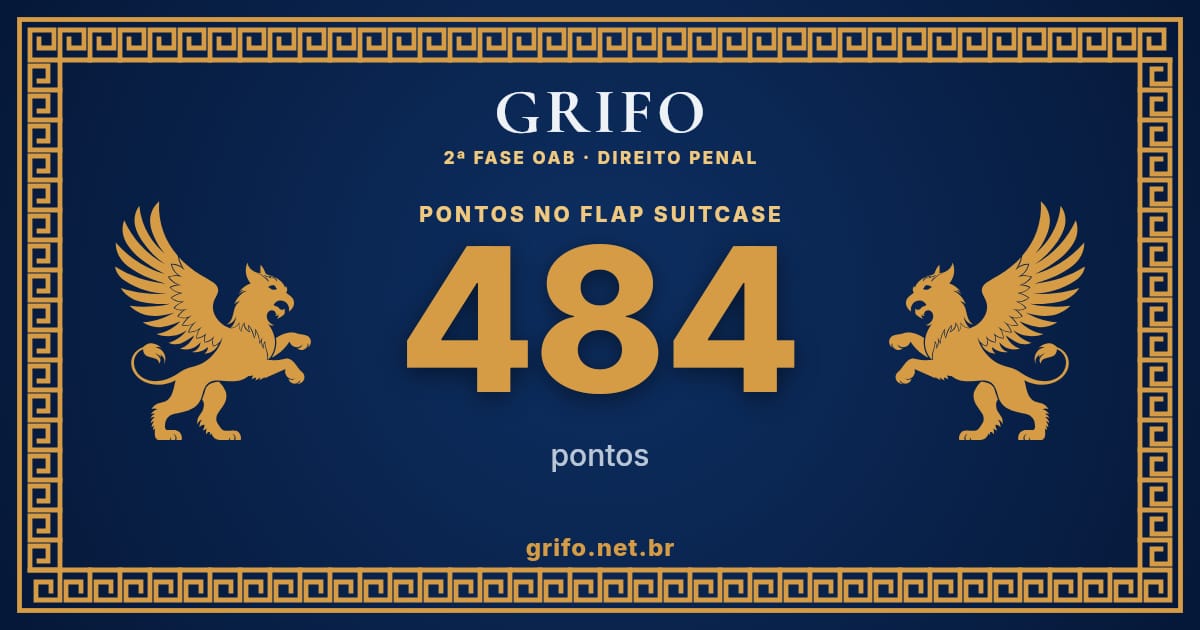 GRIFO
2ª FASE OAB · DIREITO PENAL
PONTOS NO FLAP SUITCASE
484
pontos
grifo.net.br